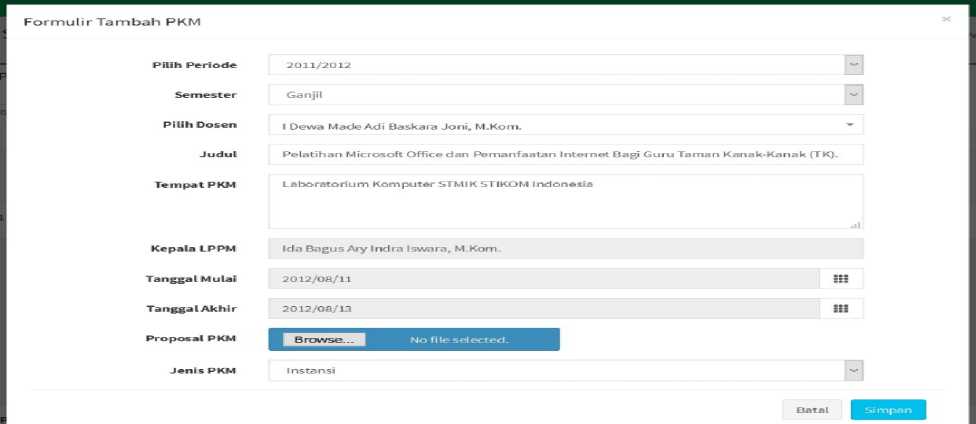 Formulir Tambah PKM ×
Pilih Periode 2011/2012
Semester Ganjil
Pilih Dosen I Dewa Made Adi Baskara Joni, M.Kom.
Judul Pelatihan Microsoft Office dan Pemanfaatan Internet Bagi Guru Taman Kanak-Kanak (TK).
Tempat PKM Laboratorium Komputer STMIK STIKOM Indonesia
Kepala LPPM Ida Bagus Ary Indra Iswara, M.Kom.
Tanggal Mulai 2012/08/11
Tanggal Akhir 2012/08/13
Proposal PKM Browse... No file selected.
Jenis PKM Instansi
Batal Simpan